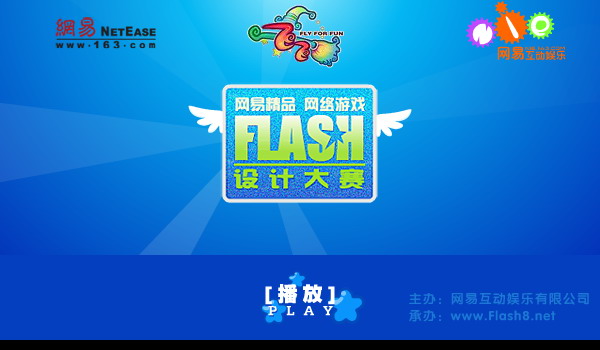 網易 NETEASE
www.163.com
飞飞 FLY FOR FUN
网易互动娱乐
网易精品 网络游戏
FLASH
设计大赛
[播放]
PLAY
主办：网易互动娱乐有限公司
承办：www.Flash8.net